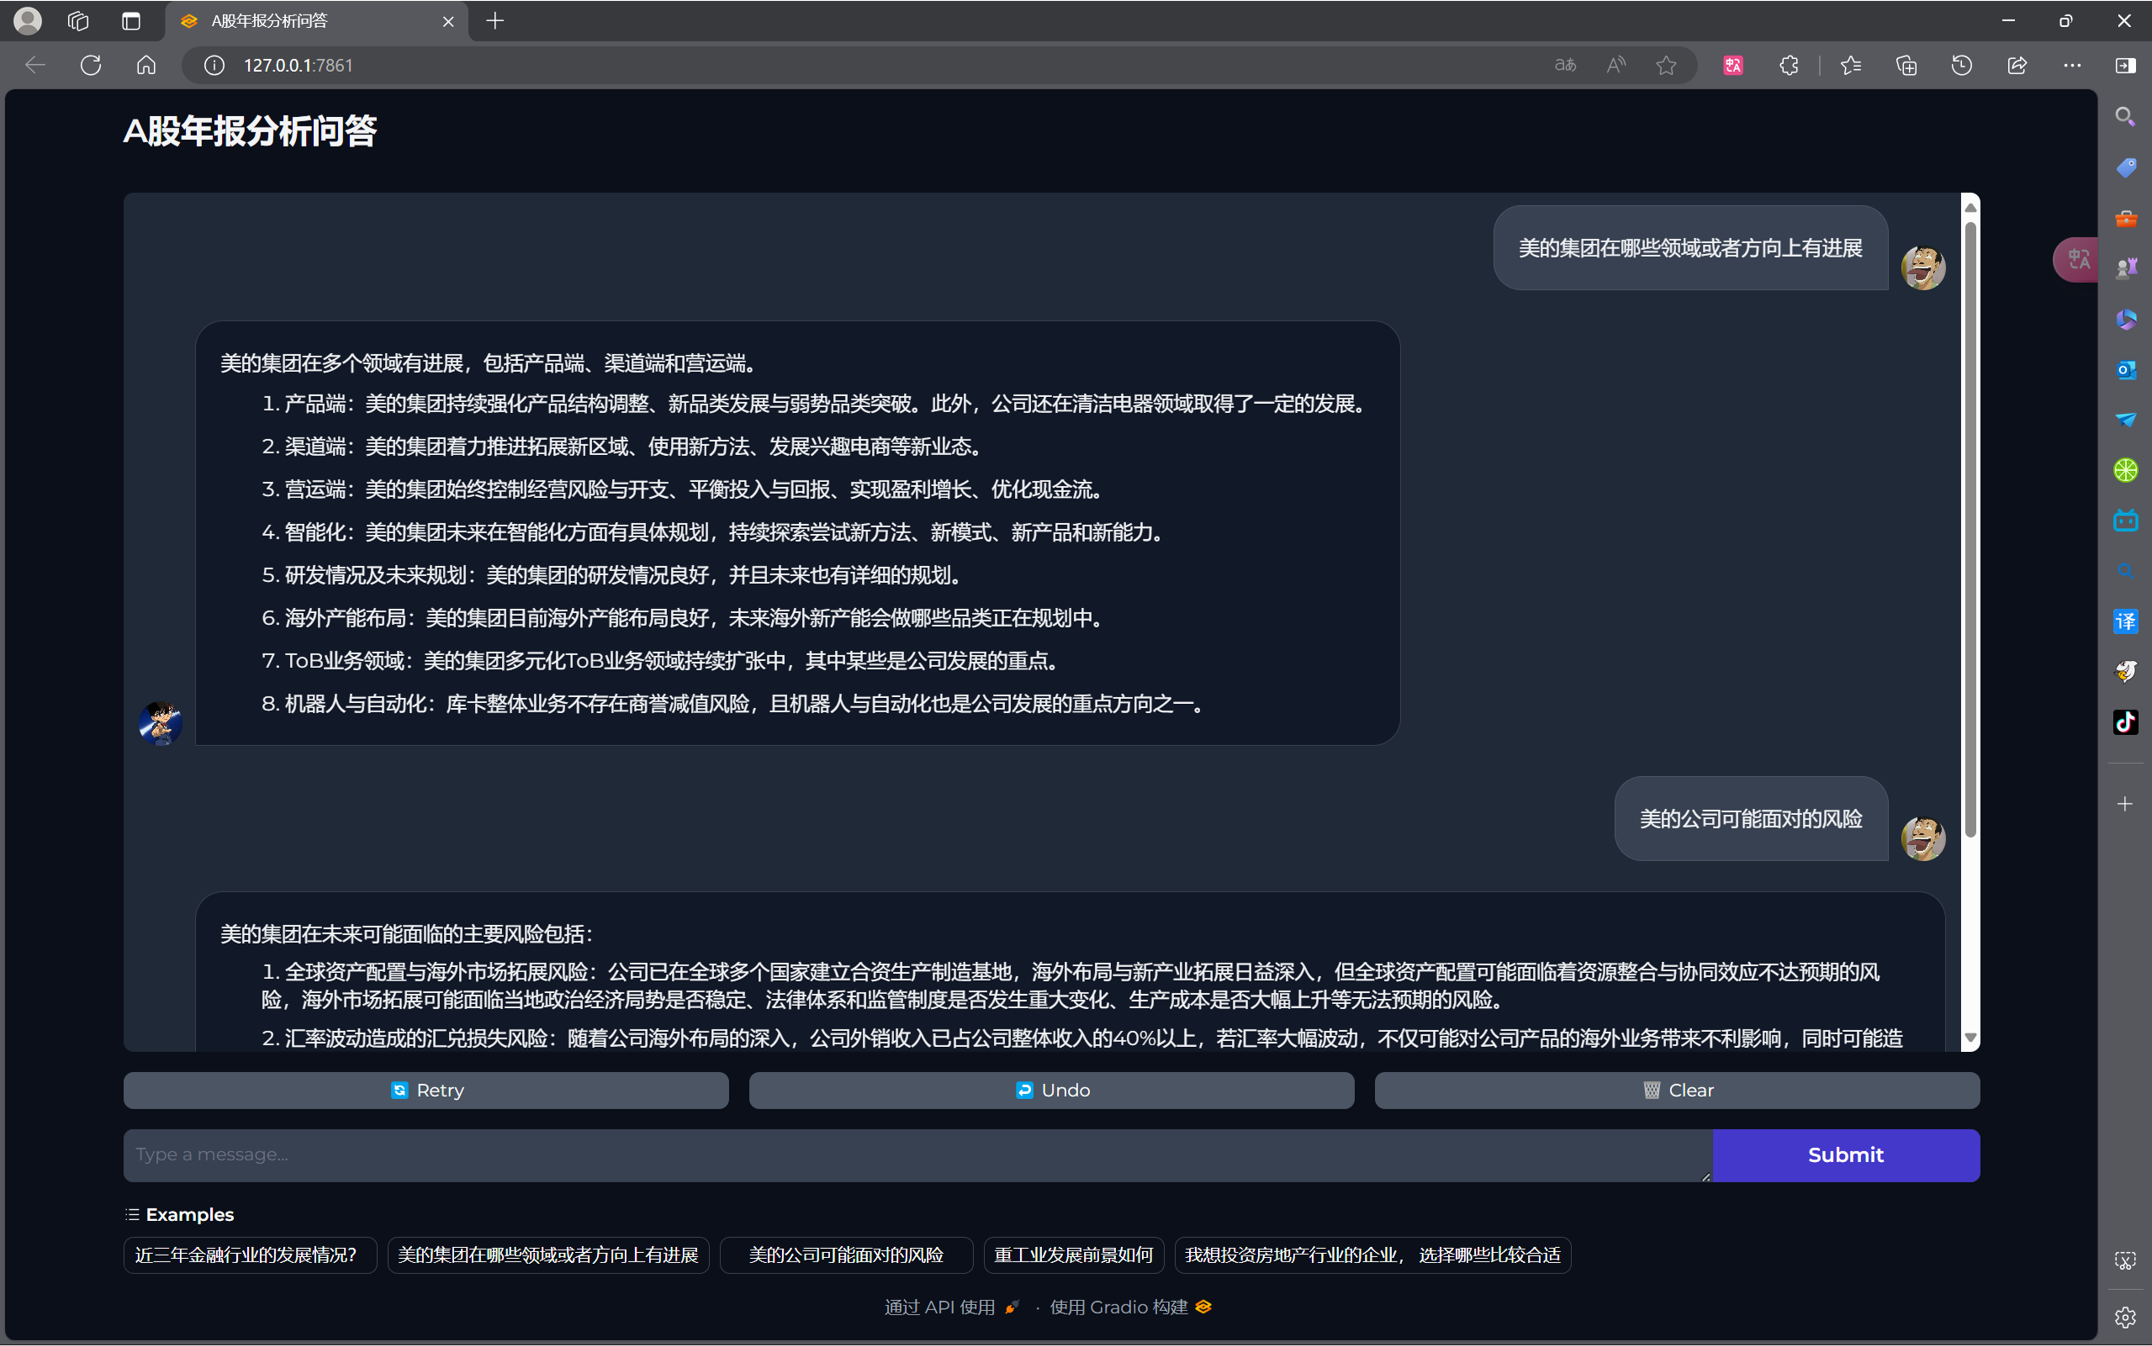 A股年报分析问答
127.0.0.1:7861
aあ
A股年报分析问答
美的集团在哪些领域或者方向上有进展
美的集团在多个领域有进展，包括产品端、渠道端和营运端。
1. 产品端：美的集团持续强化产品结构调整、新品类发展与弱势品类突破。此外，公司还在清洁电器领域取得了一定的发展。
2. 渠道端：美的集团着力推进拓展新区域、使用新方法、发展兴趣电商等新业态。
3. 营运端：美的集团始终控制经营风险与开支、平衡投入与回报、实现盈利增长、优化现金流。
4. 智能化：美的集团未来在智能化方面有具体规划，持续探索尝试新方法、新模式、新产品和新能力。
5. 研发情况及未来规划：美的集团的研发情况良好，并且未来也有详细的规划。
6. 海外产能布局：美的集团目前海外产能布局良好，未来海外新产能会做哪些品类正在规划中。
7. ToB业务领域：美的集团多元化ToB业务领域持续扩张中，其中某些是公司发展的重点。
8. 机器人与自动化：库卡整体业务不存在商誉减值风险，且机器人与自动化也是公司发展的重点方向之一。
美的公司可能面对的风险
美的集团在未来可能面临的主要风险包括：
1. 全球资产配置与海外市场拓展风险：公司已在全球多个国家建立合资生产制造基地，海外布局与新产业拓展日益深入，但全球资产配置可能面临着资源整合与协同效应不达预期的风
险，海外市场拓展可能面临当地政治经济局势是否稳定、法律体系和监管制度是否发生重大变化、生产成本是否大幅上升等无法预期的风险。
2. 汇率波动造成的汇兑损失风险：随着公司海外布局的深入，公司外销收入已占公司整体收入的40%以上，若汇率大幅波动，不仅可能对公司产品的海外业务带来不利影响，同时可能造
Retry
Undo
Clear
Type a message...
Submit
Examples
近三年金融行业的发展情况？
美的集团在哪些领域或者方向上有进展
美的公司可能面对的风险
重工业发展前景如何
我想投资房地产行业的企业， 选择哪些比较合适
通过 API 使用 · 使用 Gradio 构建
译